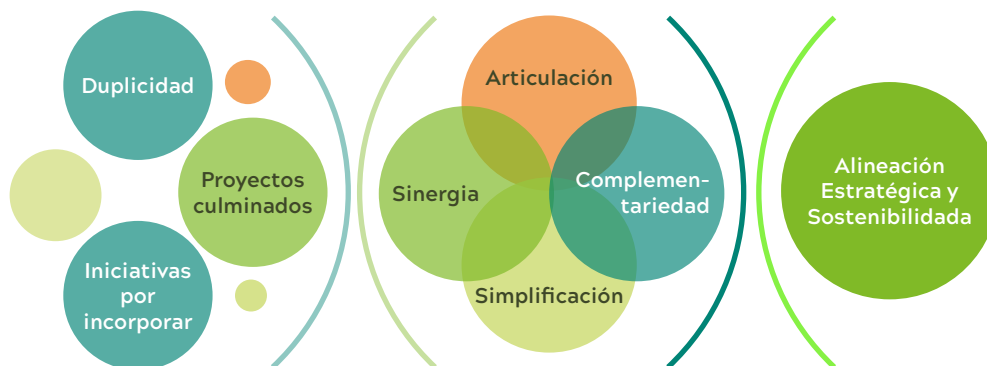 Duplicidad
Proyectos
culminados
Iniciativas
por
incorporar
Articulación
Sinergia
Complemen-
tariedad
Simplificación
Alineación
Estratégica y
Sostenibilidada